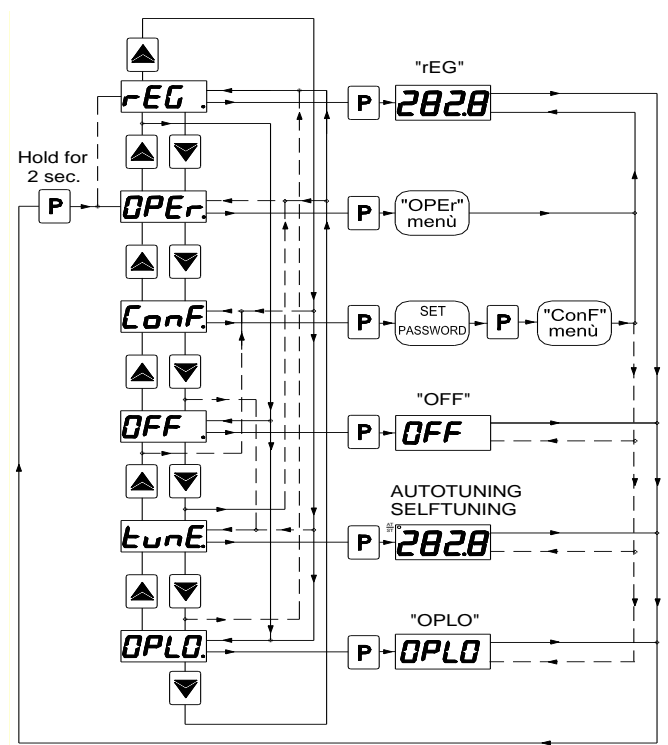 "rEG"
rEG .
P
282.8
Hold for
2 sec.
P
OPEr.
P
"OPEr"
menù
ConF.
P
SET
PASSWORD
P
"ConF"
menù
"OFF"
OFF .
P
OFF
AUTOTUNING
SELFTUNING
tunE.
P
282.8
"OPLO"
OPLO.
P
OPLO